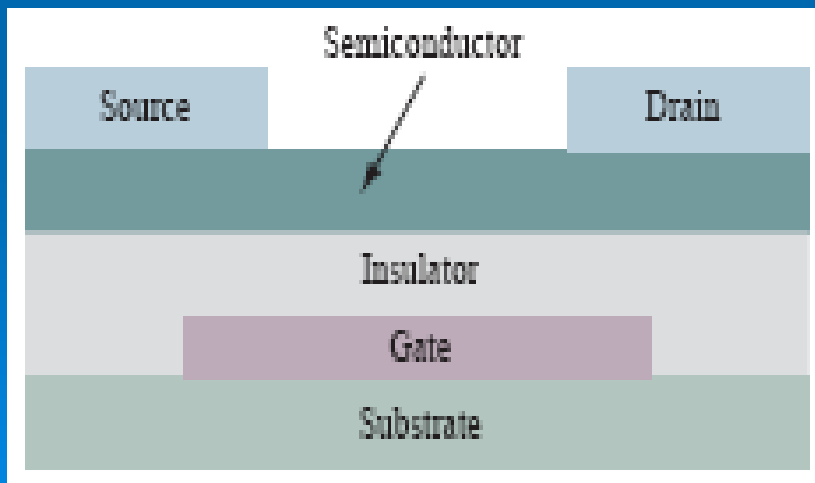 Semiconductor
Source
Drain
Insulator
Gate
Substrate